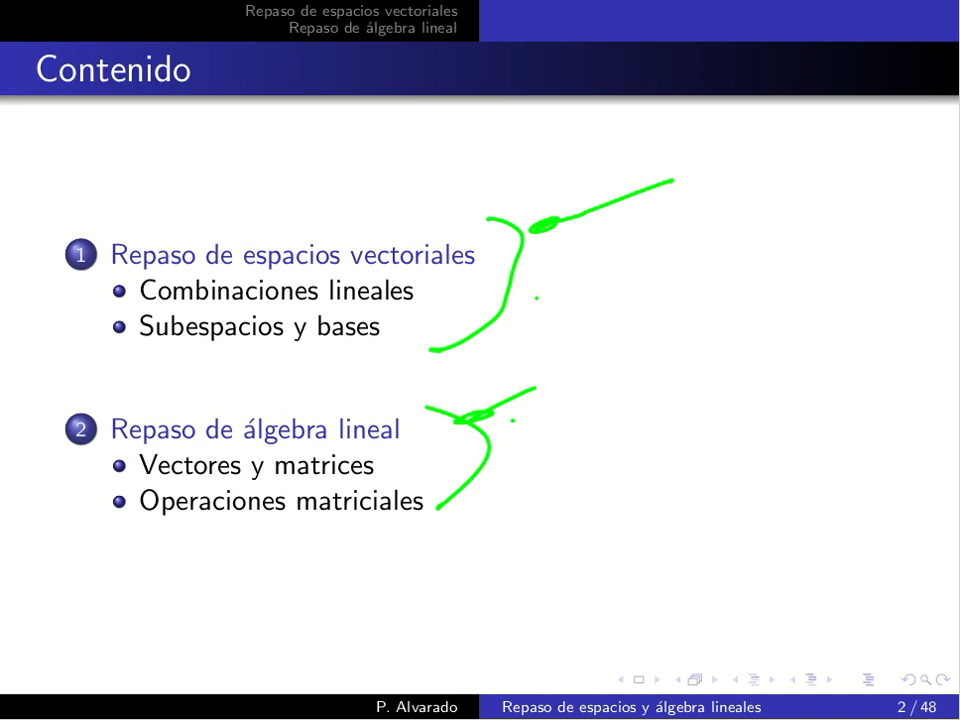 Repaso de espacios vectoriales
Repaso de álgebra lineal
Contenido
1 Repaso de espacios vectoriales
Combinaciones lineales
Subespacios y bases
2 Repaso de álgebra lineal
Vectores y matrices
Operaciones matriciales
P. Alvarado Repaso de espacios y álgebra lineales 2 / 48